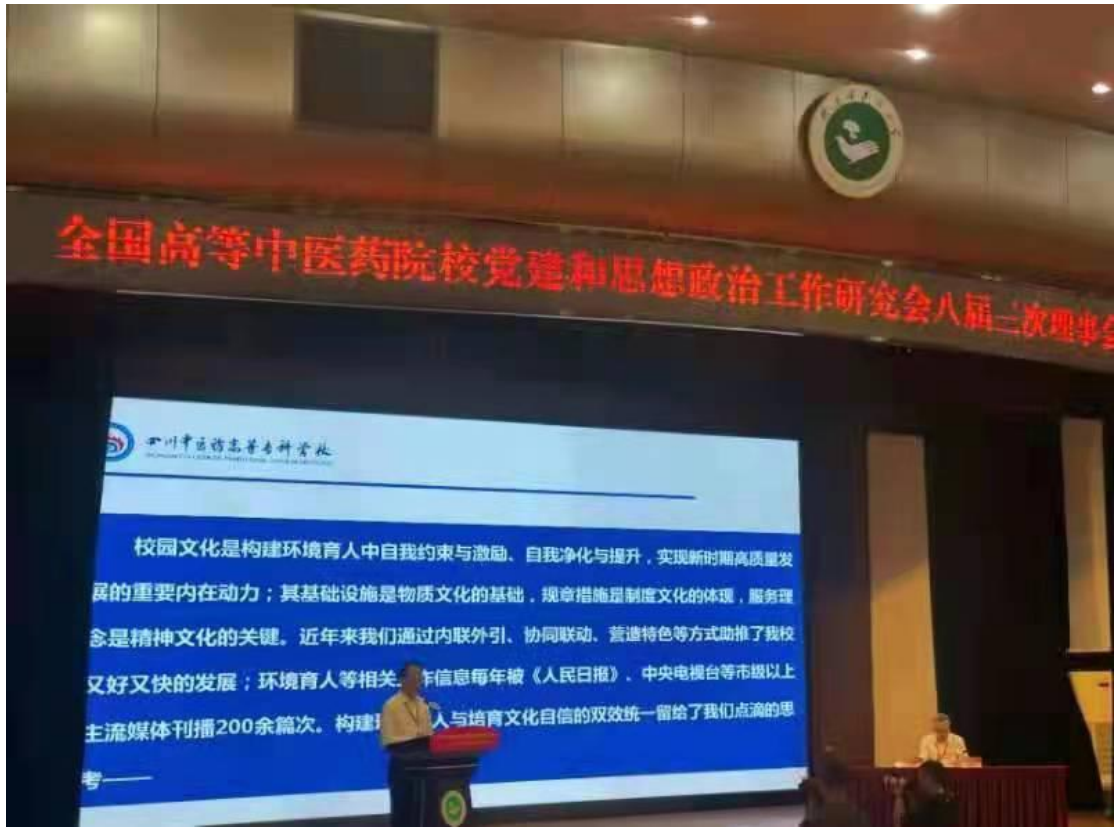 全国高等中医药院校党建和思想政治工作研究会八届二次理事会
四川中医药高等专科学校
校园文化是构建环境育人中自我约束与激励、自我净化与提升，实现新时期高质量发
展的重要内在动力；其基础设施是物质文化的基础，规章措施是制度文化的体现，服务理
念是精神文化的关键。近年来我们通过内联外引、协同联动、营造特色等方式助推了我校
又好又快的发展；环境育人等相关 作信息每年被《人民日报》、中央电视台等市级以上
主流媒体刊播200余篇次。构建 人与培育文化自信的双效统一留给了我们点滴的思
考——